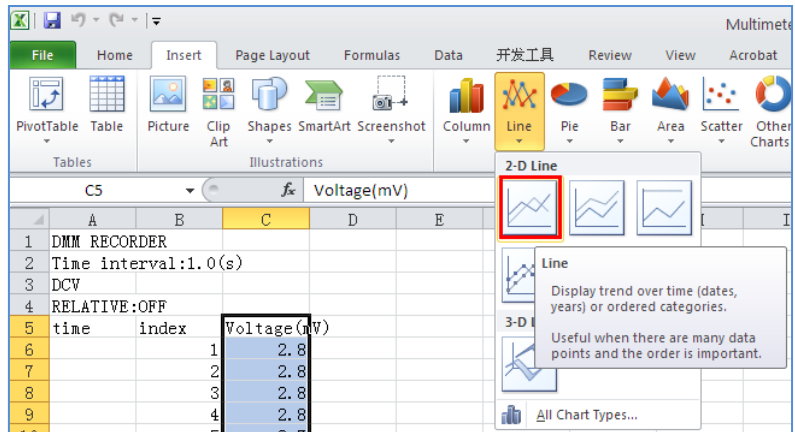 Multimete
File Home Insert Page Layout Formulas Data 开发工具 Review View Acrobat
PivotTable Table Picture Clip Art Shapes SmartArt Screenshot Column Line Pie Bar Area Scatter Other Charts
Tables Illustrations
2-D Line
C5 fx Voltage(mV)
A B C D E I
1 DMM RECORDER
2 Time interval:1.0(s)
3 DCV
4 RELATIVE:OFF
5 time index Voltage(mV)
6 1 2.8
7 2 2.8
8 3 2.8
9 4 2.8
Line
Display trend over time (dates,
years) or ordered categories.
Useful when there are many data
points and the order is important.
3-D
All Chart Types...